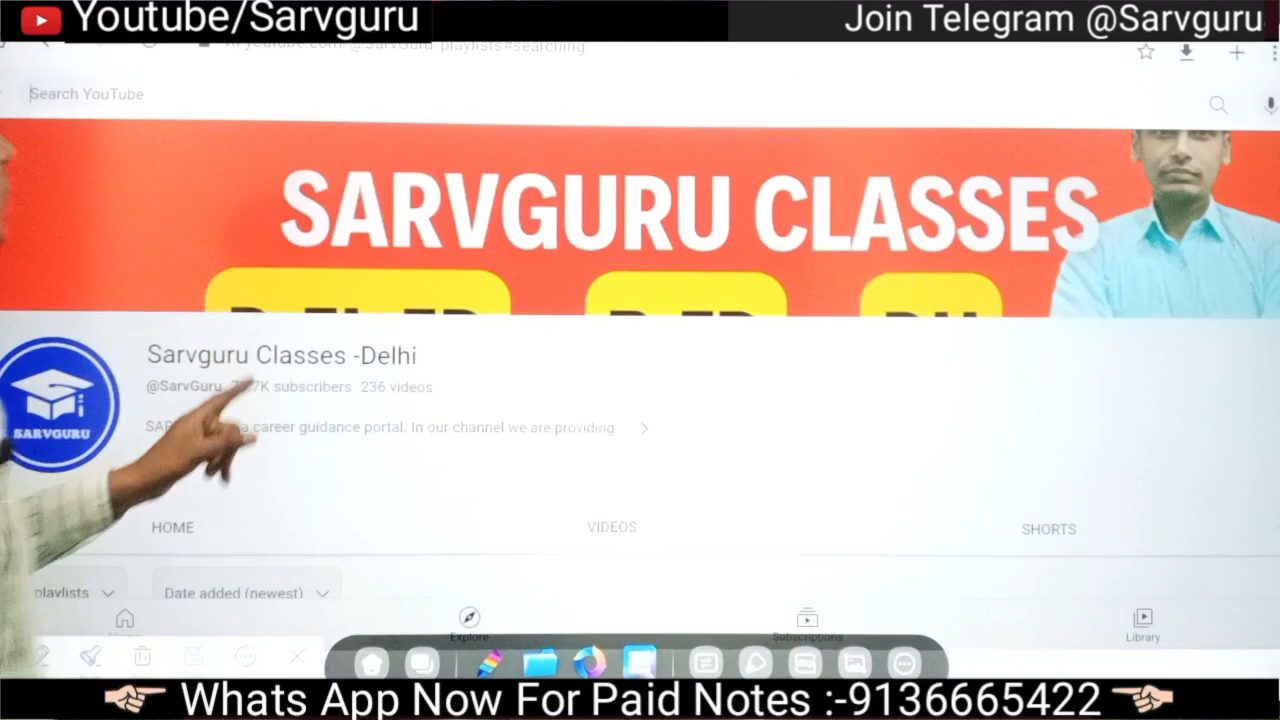 Youtube/Sarvguru
Join Telegram @Sarvguru
playlists#searching
Search YouTube
SARVGURU CLASSES
Sarvguru Classes -Delhi
@SarvGuru subscribers 236 videos
a career guidance portal. In our channel we are providing
SARVGURU
HOME
VIDEOS
SHORTS
playlists
Date added (newest)
Explore
Subscriptions
Library
Whats App Now For Paid Notes :-9136665422